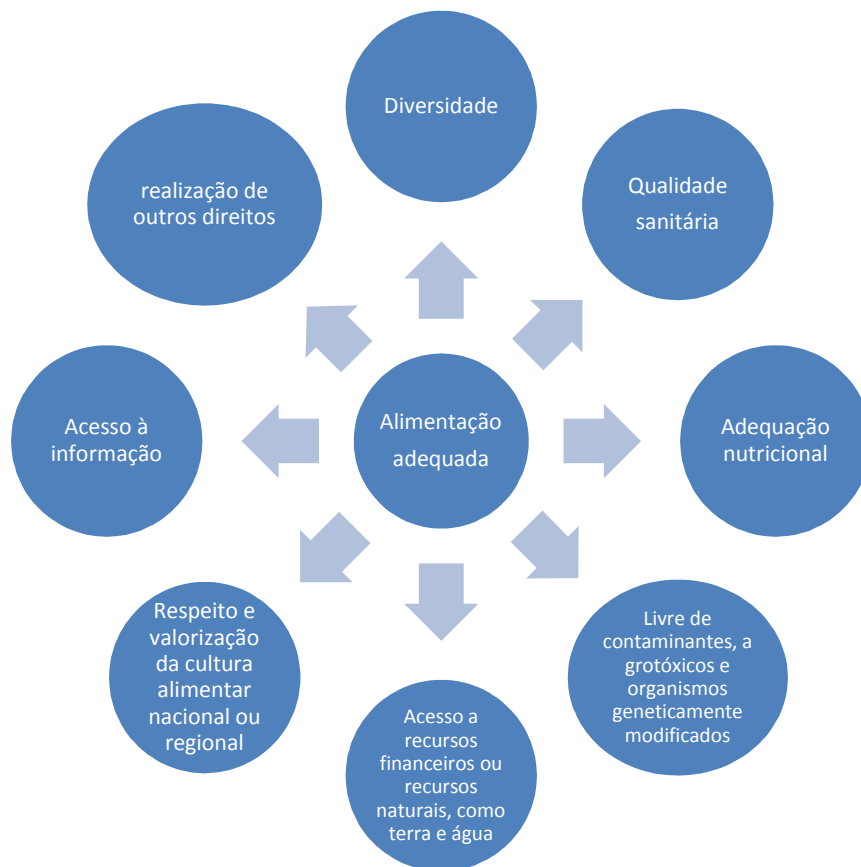 Diversidade
Qualidade
sanitária
Adequação
nutricional
Livre de
contaminantes, a
grotóxicos e
organismos
geneticamente
modificados
Acesso a
recursos
financeiros ou
recursos
naturais, como
terra e água
Respeito e
valorização
da cultura
alimentar
nacional ou
regional
Acesso à
informação
realização de
outros direitos
Alimentação
adequada